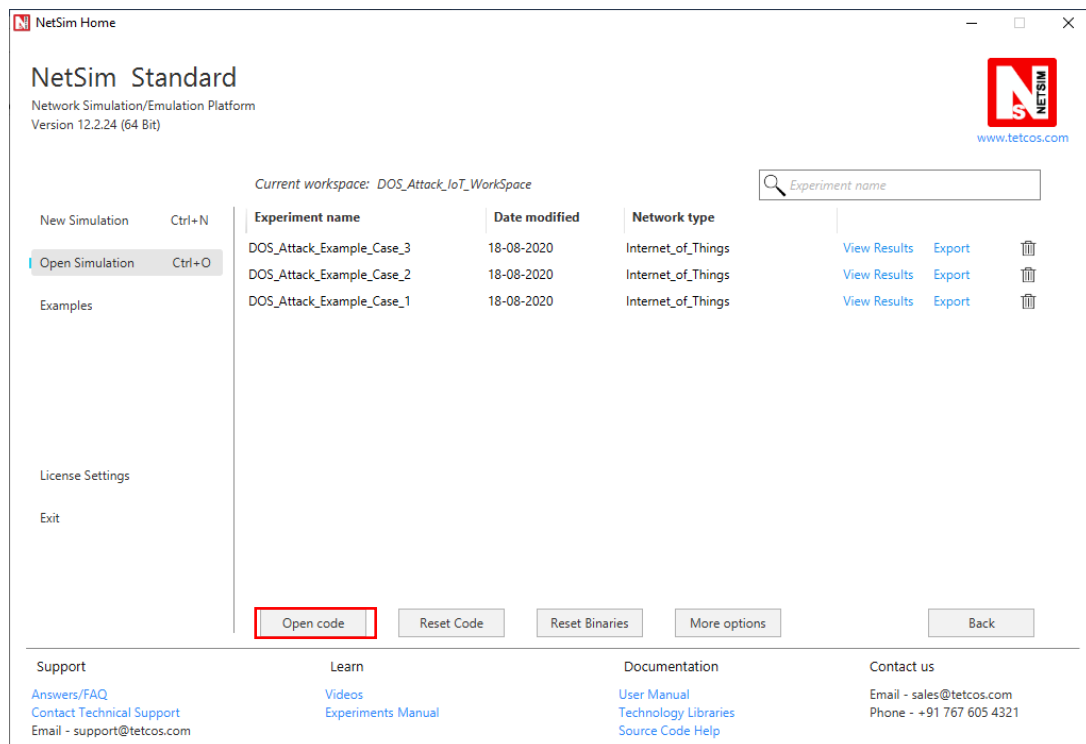 NetSim Home
NetSim Standard
Network Simulation/Emulation Platform
Version 12.2.24 (64 Bit)
NS NETSIM
www.tetcos.com
Current workspace: DOS_Attack_IoT_WorkSpace
Experiment name
New Simulation Ctrl+N
Open Simulation Ctrl+O
Examples
License Settings
Exit
Experiment name Date modified Network type
DOS_Attack_Example_Case_3 18-08-2020 Internet_of_Things View Results Export
DOS_Attack_Example_Case_2 18-08-2020 Internet_of_Things View Results Export
DOS_Attack_Example_Case_1 18-08-2020 Internet_of_Things View Results Export
Open code Reset Code Reset Binaries More options Back
Support
Answers/FAQ
Contact Technical Support
Email - support@tetcos.com
Learn
Videos
Experiments Manual
Documentation
User Manual
Technology Libraries
Source Code Help
Contact us
Email - sales@tetcos.com
Phone - +91 767 605 4321